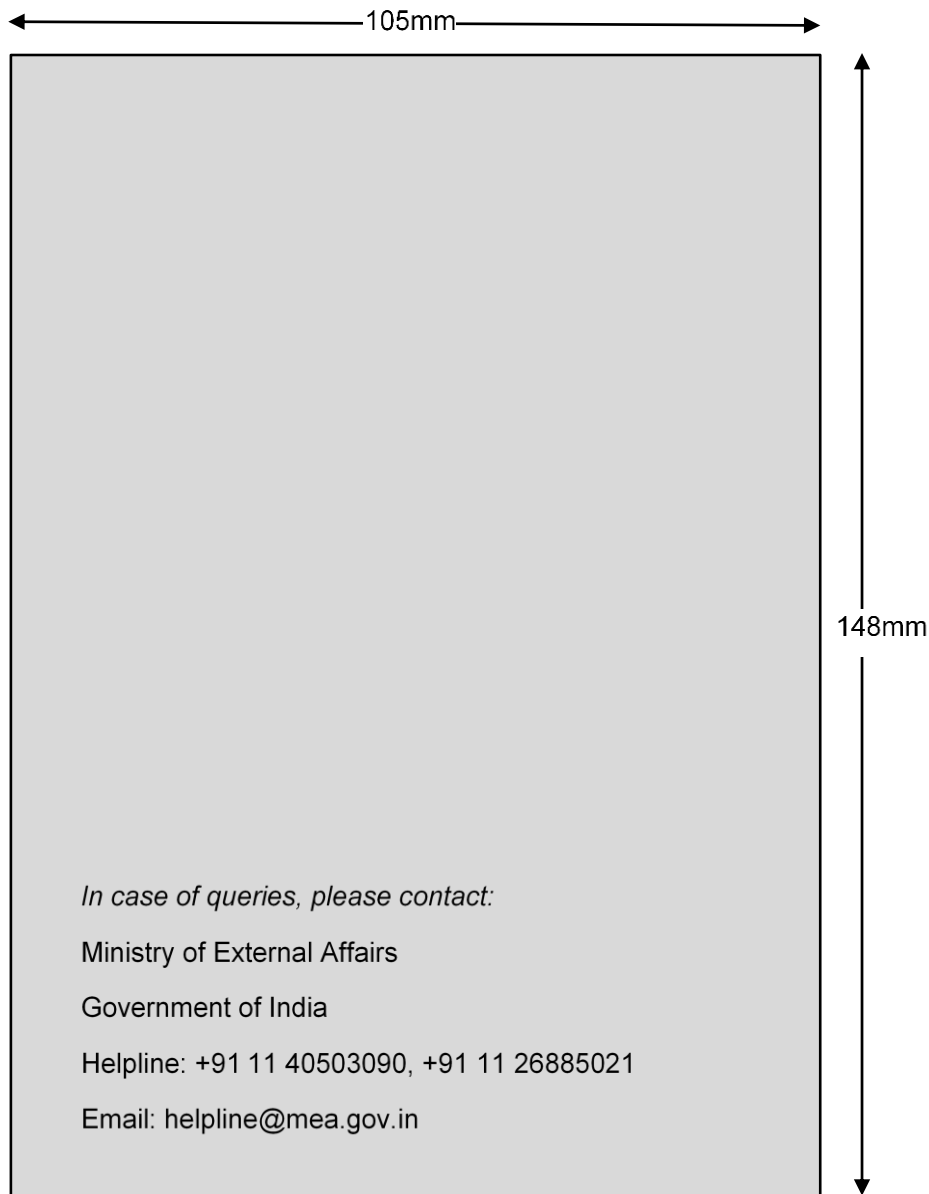 105mm
148mm
In case of queries, please contact:
Ministry of External Affairs
Government of India
Helpline: +91 11 40503090, +91 11 26885021
Email: helpline@mea.gov.in